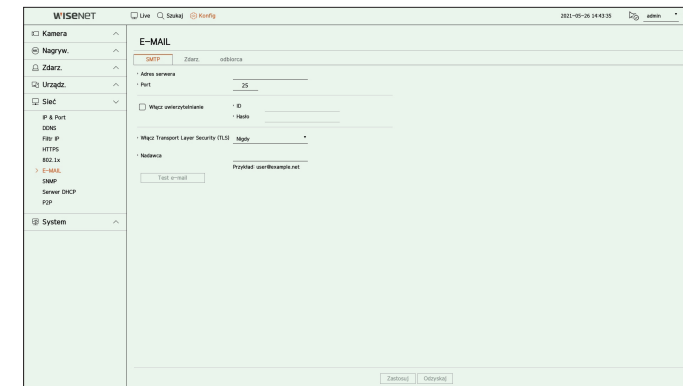 WISENET
Live Szukaj Konfig
2021-05-26 14:43:35 admin
Kamera
Nagryw.
Zdarz.
Urządz.
Sieć
IP & Port
DDNS
Filtr IP
HTTPS
802.1x
E-MAIL
SNMP
Serwer DHCP
P2P
System
E-MAIL
SMTP Zdarz. odbiorca
Adres serwera
Port 25
Włącz uwierzytelnianie
ID
Hasło
Włącz Transport Layer Security (TLS) Nigdy
Nadawca
Przykład: user@example.net
Test e-mail
Zastosuj Odzyskaj